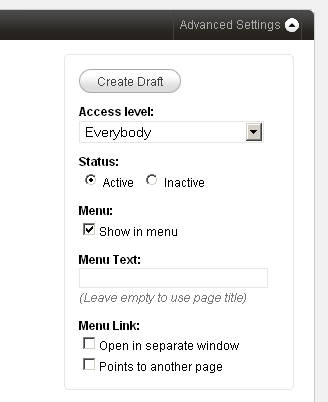 Advanced Settings
Create Draft
Access level:
Everybody
Status:
Active Inactive
Menu:
Show in menu
Menu Text:
(Leave empty to use page title)
Menu Link:
Open in separate window
Points to another page